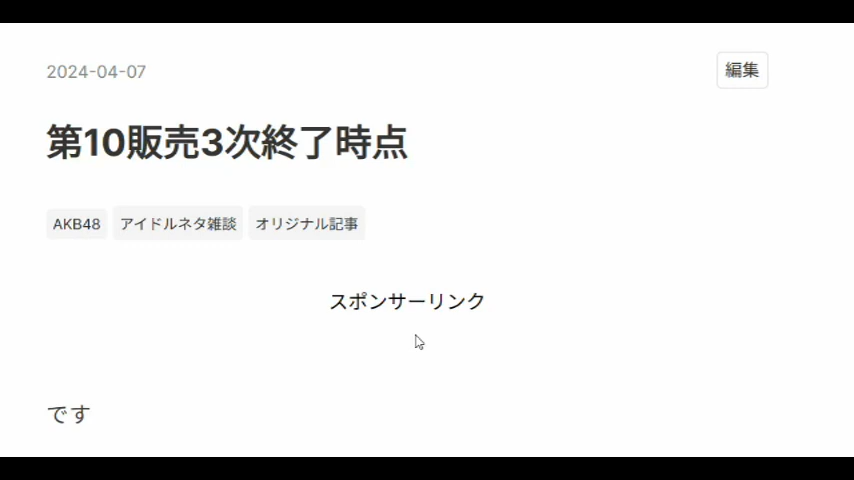 2024-04-07 編集
第10販売3次終了時点
AKB48 アイドルネタ雑談 オリジナル記事
スポンサーリンク
です